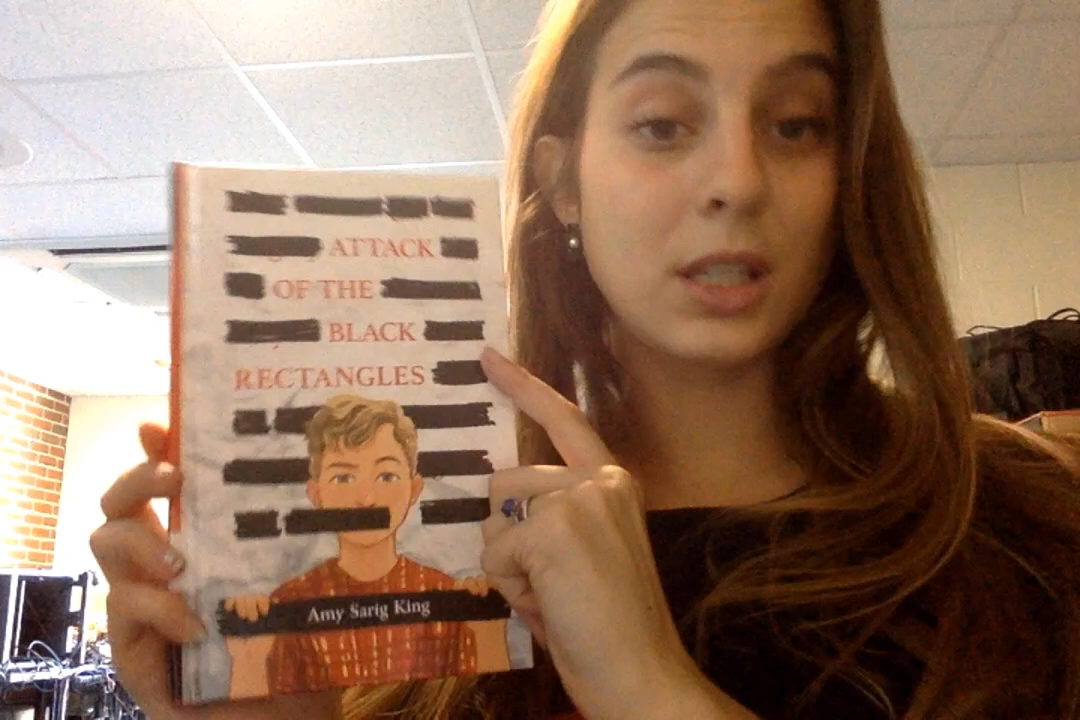 ATTACK
OF THE
BLACK
RECTANGLES
Amy Sarig King